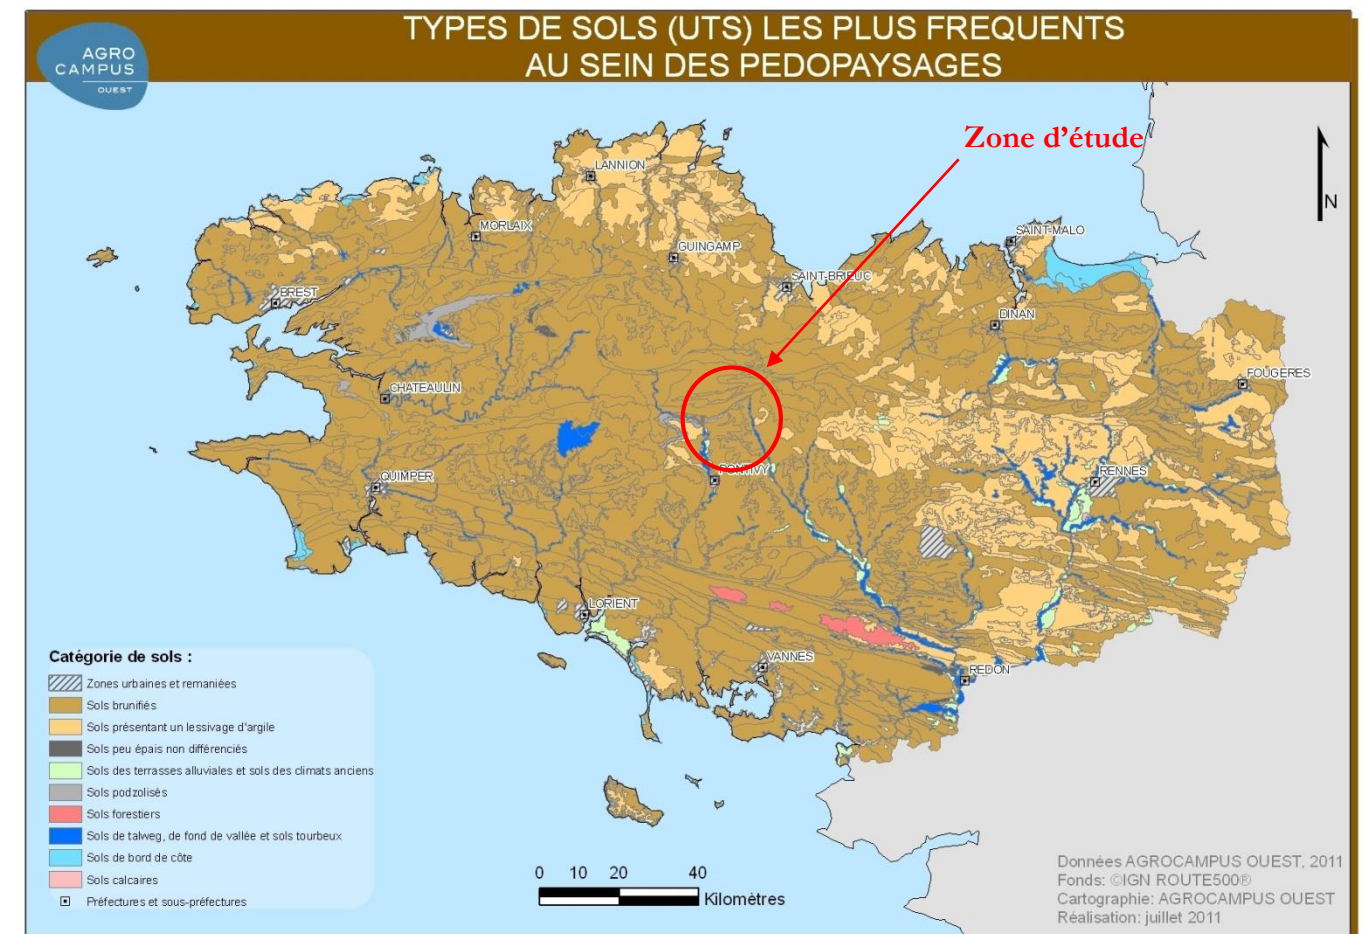 TYPES DE SOLS (UTS) LES PLUS FREQUENTS
AU SEIN DES PEDOPAYSAGES
AGRO
CAMPUS
OUEST
Zone d'étude
N
LANNION
MORLAIX
GUINGAMP
SAINT-MALO
SAINT-BRIEUC
BREST
DINAN
FOUGERES
CHATEAULIN
PONTIVY
RENNES
QUIMPER
LORIENT
VANNES
REDON
Catégorie de sols :
Zones urbaines et remaniées
Sols brunifiés
Sols présentant un lessivage d'argile
Sols peu épais non différenciés
Sols des terrasses alluviales et sols des climats anciens
Sols podzolisés
Sols forestiers
Sols de talweg, de fond de vallée et sols tourbeux
Sols de bord de côte
Sols calcaires
Préfectures et sous-préfectures
0 10 20 40
Kilomètres
Données AGROCAMPUS OUEST, 2011
Fonds: ©IGN ROUTE500®
Cartographie: AGROCAMPUS OUEST
Réalisation: juillet 2011